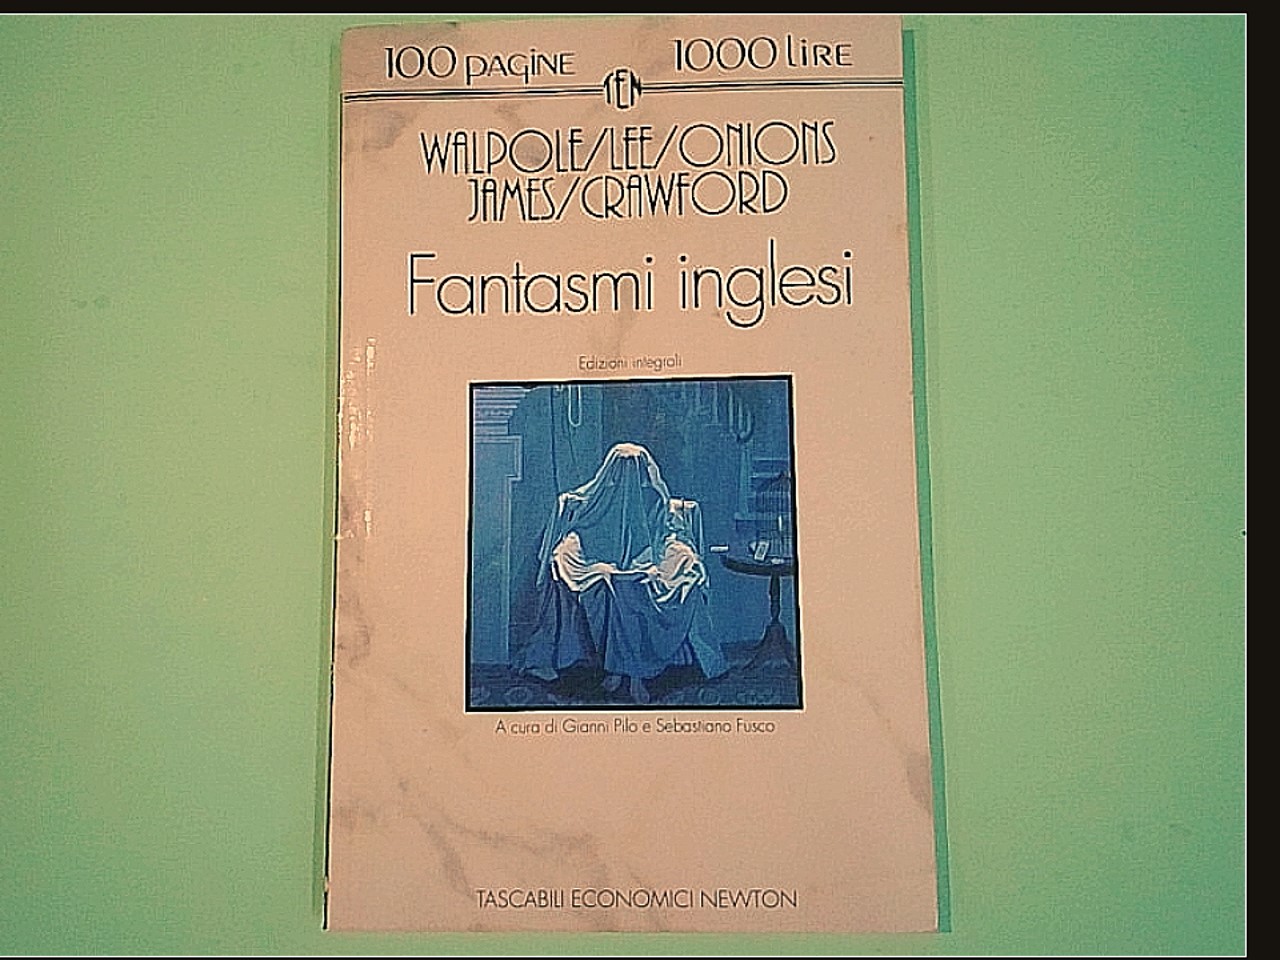 100 pagine 1000 lire
TEN
WALPOLE/LEE/ONIONS
JAMES/CRAWFORD
Fantasmi inglesi
Edizioni integrali
A cura di Gianni Pilo e Sebastiano Fusco
TASCABILI ECONOMICI NEWTON